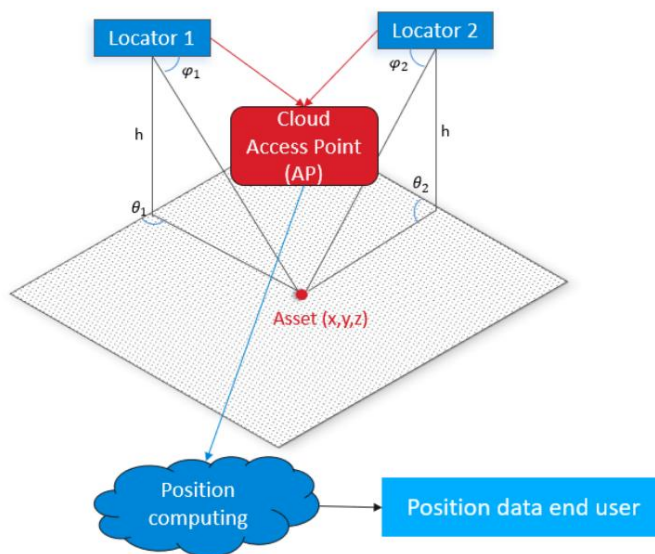 Locator 1
Locator 2
φ₁
φ₂
h
h
Cloud
Access Point
(AP)
θ₁
θ₂
Asset (x,y,z)
Position
computing
Position data end user